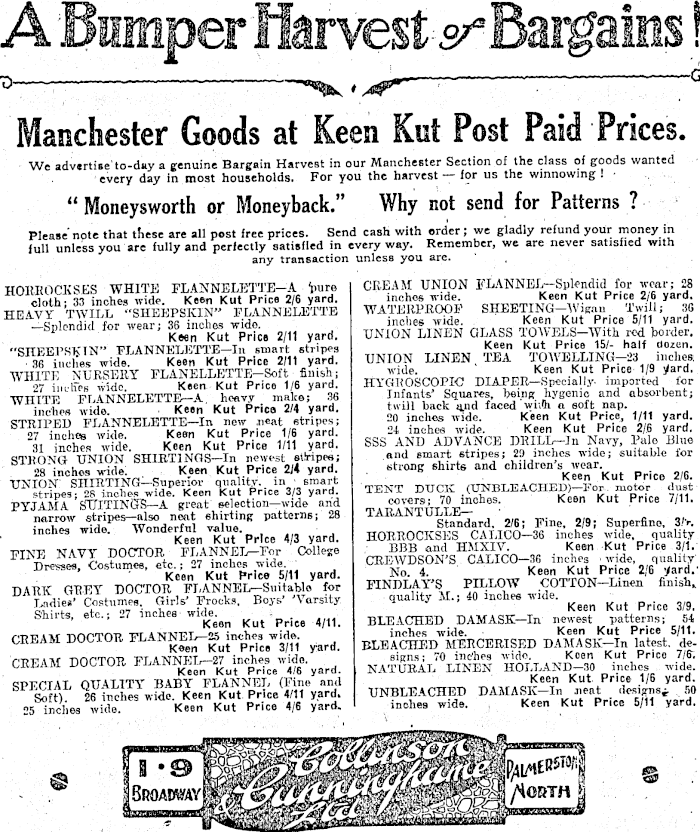 A Bumper Harvest of Bargains!
Manchester Goods at Keen Kut Post Paid Prices.
We advertise to-day a genuine Bargain Harvest in our Manchester Section of the class of goods wanted
every day in most households. For you the harvest — for us the winnowing!
"Moneysworth or Moneyback." Why not send for Patterns?
Please note that these are all post free prices. Send cash with order; we gladly refund your money in
full unless you are fully and perfectly satisfied in every way. Remember, we are never satisfied with
any transaction unless you are.
HORROCKSES WHITE FLANNELETTE—A pure
cloth; 33 inches wide. Keen Kut Price 2/6 yard.
HEAVY TWILL "SHEEPSKIN" FLANNELETTE
—Splendid for wear; 36 inches wide.
Keen Kut Price 2/11 yard.
"SHEEPSKIN" FLANNELETTE—In smart stripes
36 inches wide. Keen Kut Price 2/11 yard.
WHITE NURSERY FLANELLETTE—Soft finish;
27 inches wide. Keen Kut Price 1/6 yard.
WHITE FLANNELETTE—A heavy make; 36
inches wide. Keen Kut Price 2/4 yard.
STRIPED FLANNELETTE—In new neat stripes;
27 inches wide. Keen Kut Price 1/6 yard.
31 inches wide. Keen Kut Price 1/11 yard.
STRONG UNION SHIRTINGS—In newest stripes;
28 inches wide. Keen Kut Price 2/4 yard.
UNION SHIRTING—Superior quality, in smart
stripes; 28 inches wide. Keen Kut Price 3/3 yard.
PYJAMA SUITINGS—A great selection—wide and
narrow stripes—also neat shirting patterns; 28
inches wide. Wonderful value.
Keen Kut Price 4/3 yard.
FINE NAVY DOCTOR FLANNEL—For College
Dresses, Costumes, etc.; 27 inches wide.
Keen Kut Price 5/11 yard.
DARK GREY DOCTOR FLANNEL—Suitable for
Ladies' Costumes, Girls' Frocks, Boys' 'Varsity
Shirts, etc.; 27 inches wide.
Keen Kut Price 4/11.
CREAM DOCTOR FLANNEL—25 inches wide.
Keen Kut Price 3/11 yard.
CREAM DOCTOR FLANNEL—27 inches wide.
Keen Kut Price 4/6 yard.
SPECIAL QUALITY BABY FLANNEL (Fine and
Soft). 26 inches wide. Keen Kut Price 4/11 yard.
25 inches wide. Keen Kut Price 4/6 yard.
CREAM UNION FLANNEL—Splendid for wear; 28
inches wide. Keen Kut Price 2/6 yard.
WATERPROOF SHEETING—Wigan Twill; 36
inches wide. Keen Kut Price 5/11 yard.
UNION LINEN GLASS TOWELS—With red border.
Keen Kut Price 15/- half dozen.
UNION LINEN TEA TOWELLING—23 inches
wide. Keen Kut Price 1/9 yard.
HYGROSCOPIC DIAPER—Specially imported for
Infants' Squares, being hygenic and absorbent;
twill back and faced with a soft nap.
20 inches wide. Keen Kut Price, 1/11 yard.
24 inches wide. Keen Kut Price 2/6 yard.
SSS AND ADVANCE DRILL—In Navy, Pale Blue
and smart stripes; 29 inches wide; suitable for
strong shirts and children's wear.
Keen Kut Price 2/6.
TENT DUCK (UNBLEACHED)—For motor dust
covers; 70 inches. Keen Kut Price 7/11.
TARANTULLE—
Standard, 2/6; Fine, 2/9; Superfine, 3/-.
HORROCKSES CALICO—36 inches wide, quality
BBB and HMXIV. Keen Kut Price 3/1.
CREWDSON'S CALICO—36 inches wide, quality
No. 4. Keen Kut Price 2/6 yard.
FINDLAY'S PILLOW COTTON—Linen finish,
quality M.; 40 inches wide.
Keen Kut Price 3/9.
BLEACHED DAMASK—In newest patterns; 54
inches wide. Keen Kut Price 5/11.
BLEACHED MERCERISED DAMASK—In latest de-
signs; 70 inches wide. Keen Kut Price 7/6.
NATURAL LINEN HOLLAND—30 inches wide.
Keen Kut Price 1/6 yard.
UNBLEACHED DAMASK—In neat designs; 50
inches wide. Keen Kut Price 5/11 yard.
1·9
BROADWAY
Collinson
& Cunninghame
Ltd
PALMERSTON
NORTH